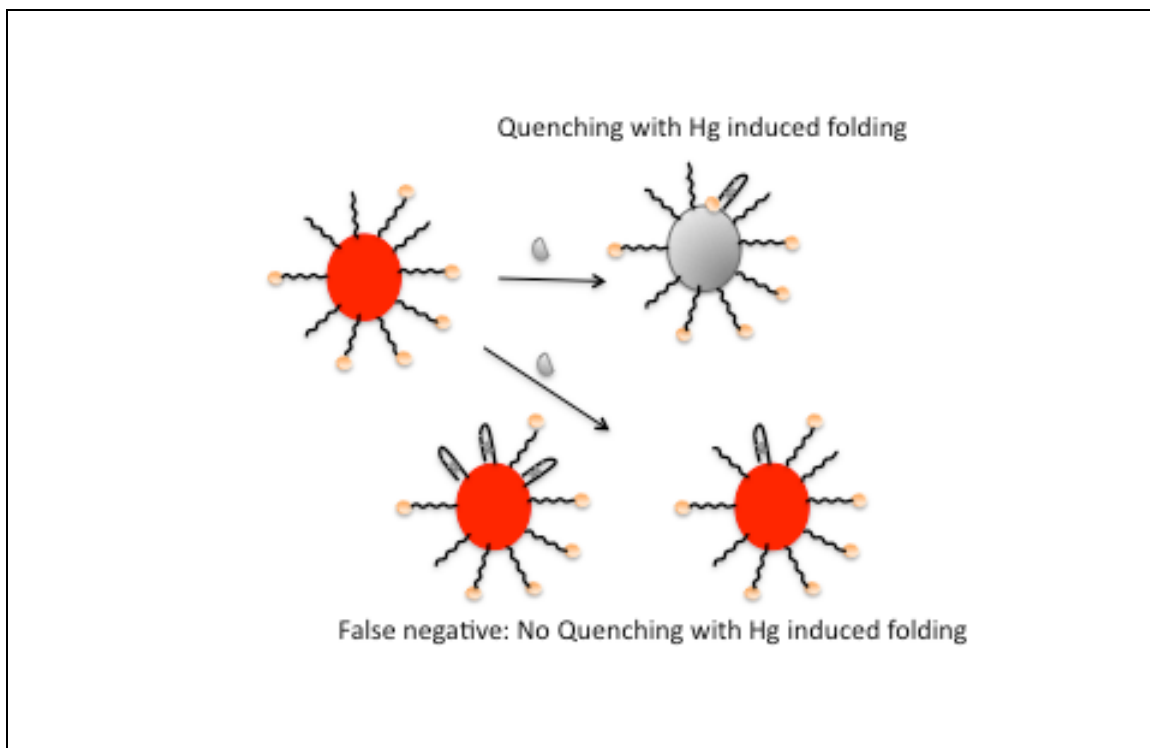 Quenching with Hg induced folding
False negative: No Quenching with Hg induced folding